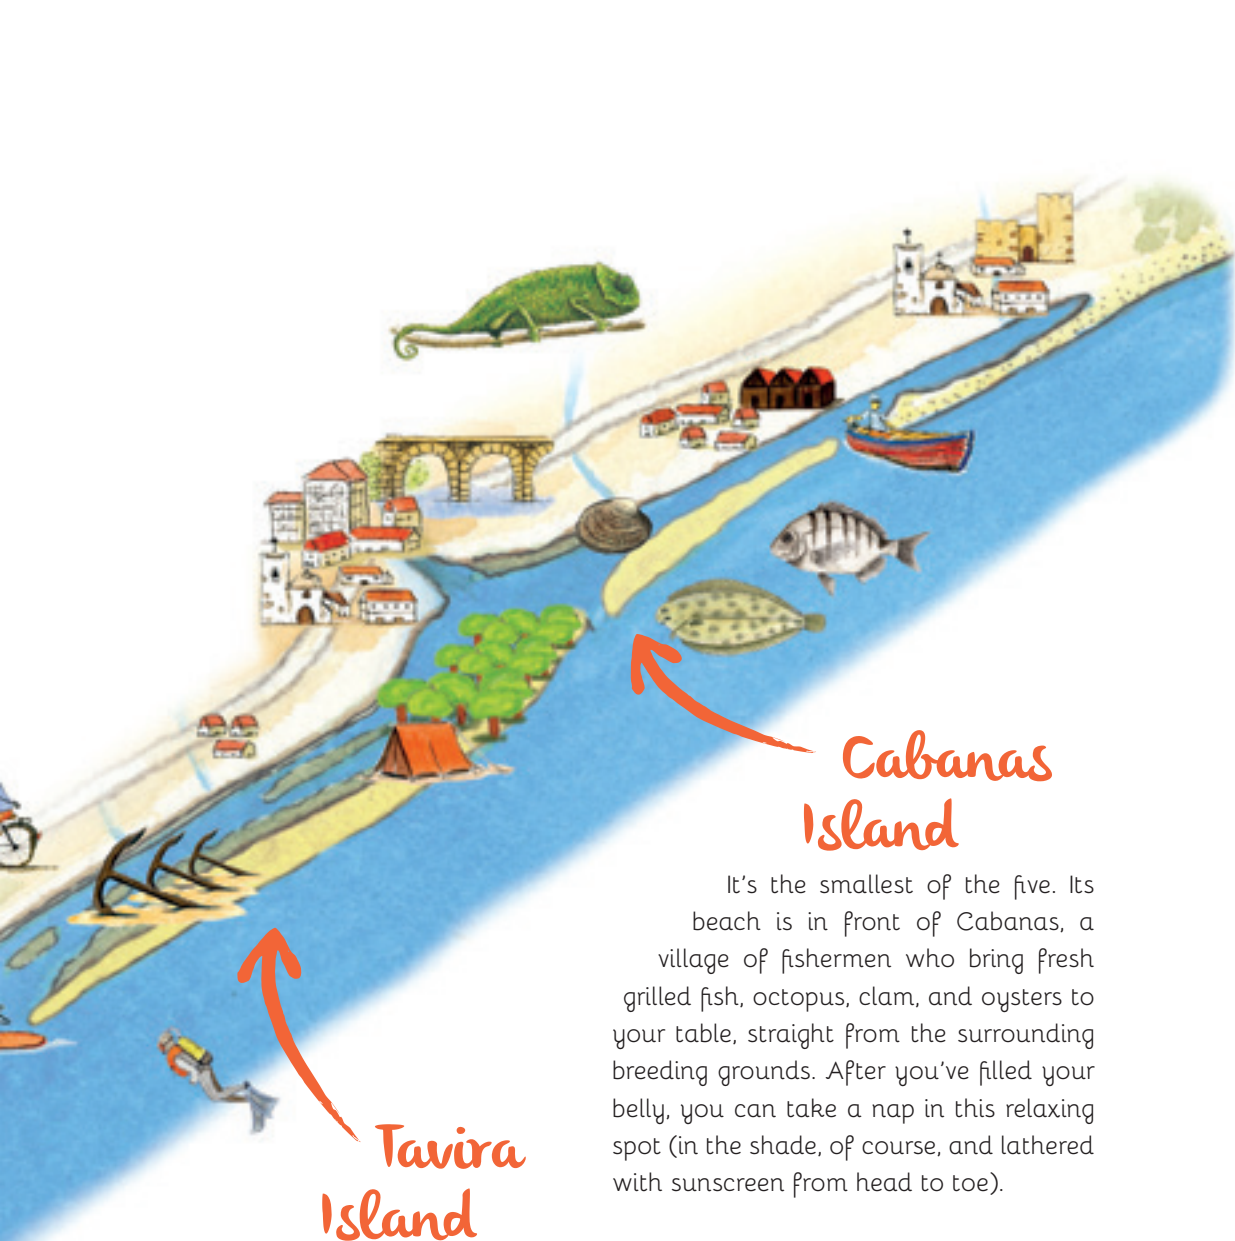 Cabanas
Island
It's the smallest of the five. Its
beach is in front of Cabanas, a
village of fishermen who bring fresh
grilled fish, octopus, clam, and oysters to
your table, straight from the surrounding
breeding grounds. After you've filled your
belly, you can take a nap in this relaxing
spot (in the shade, of course, and lathered
with sunscreen from head to toe).
Tavira
Island